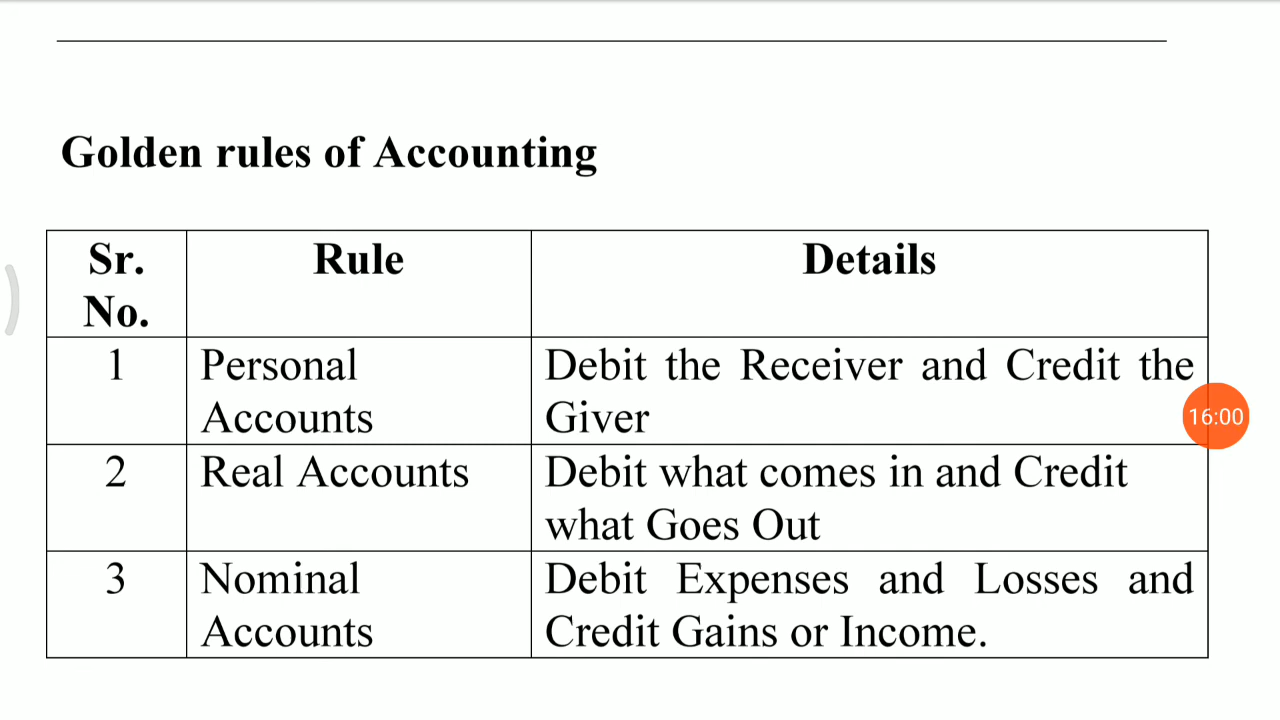 Golden rules of Accounting
Sr. Rule Details
No.
1 Personal Debit the Receiver and Credit the
Accounts Giver
2 Real Accounts Debit what comes in and Credit
what Goes Out
3 Nominal Debit Expenses and Losses and
Accounts Credit Gains or Income.
16:00